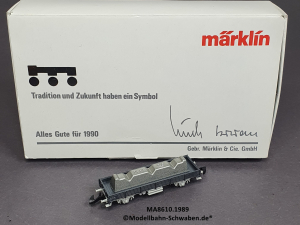 märklin
Tradition und Zukunft haben ein Symbol
Alles Gute für 1990
Gebr. Märklin & Cie. GmbH
MA8610.1989
©Modellbahn-Schwaben.de*